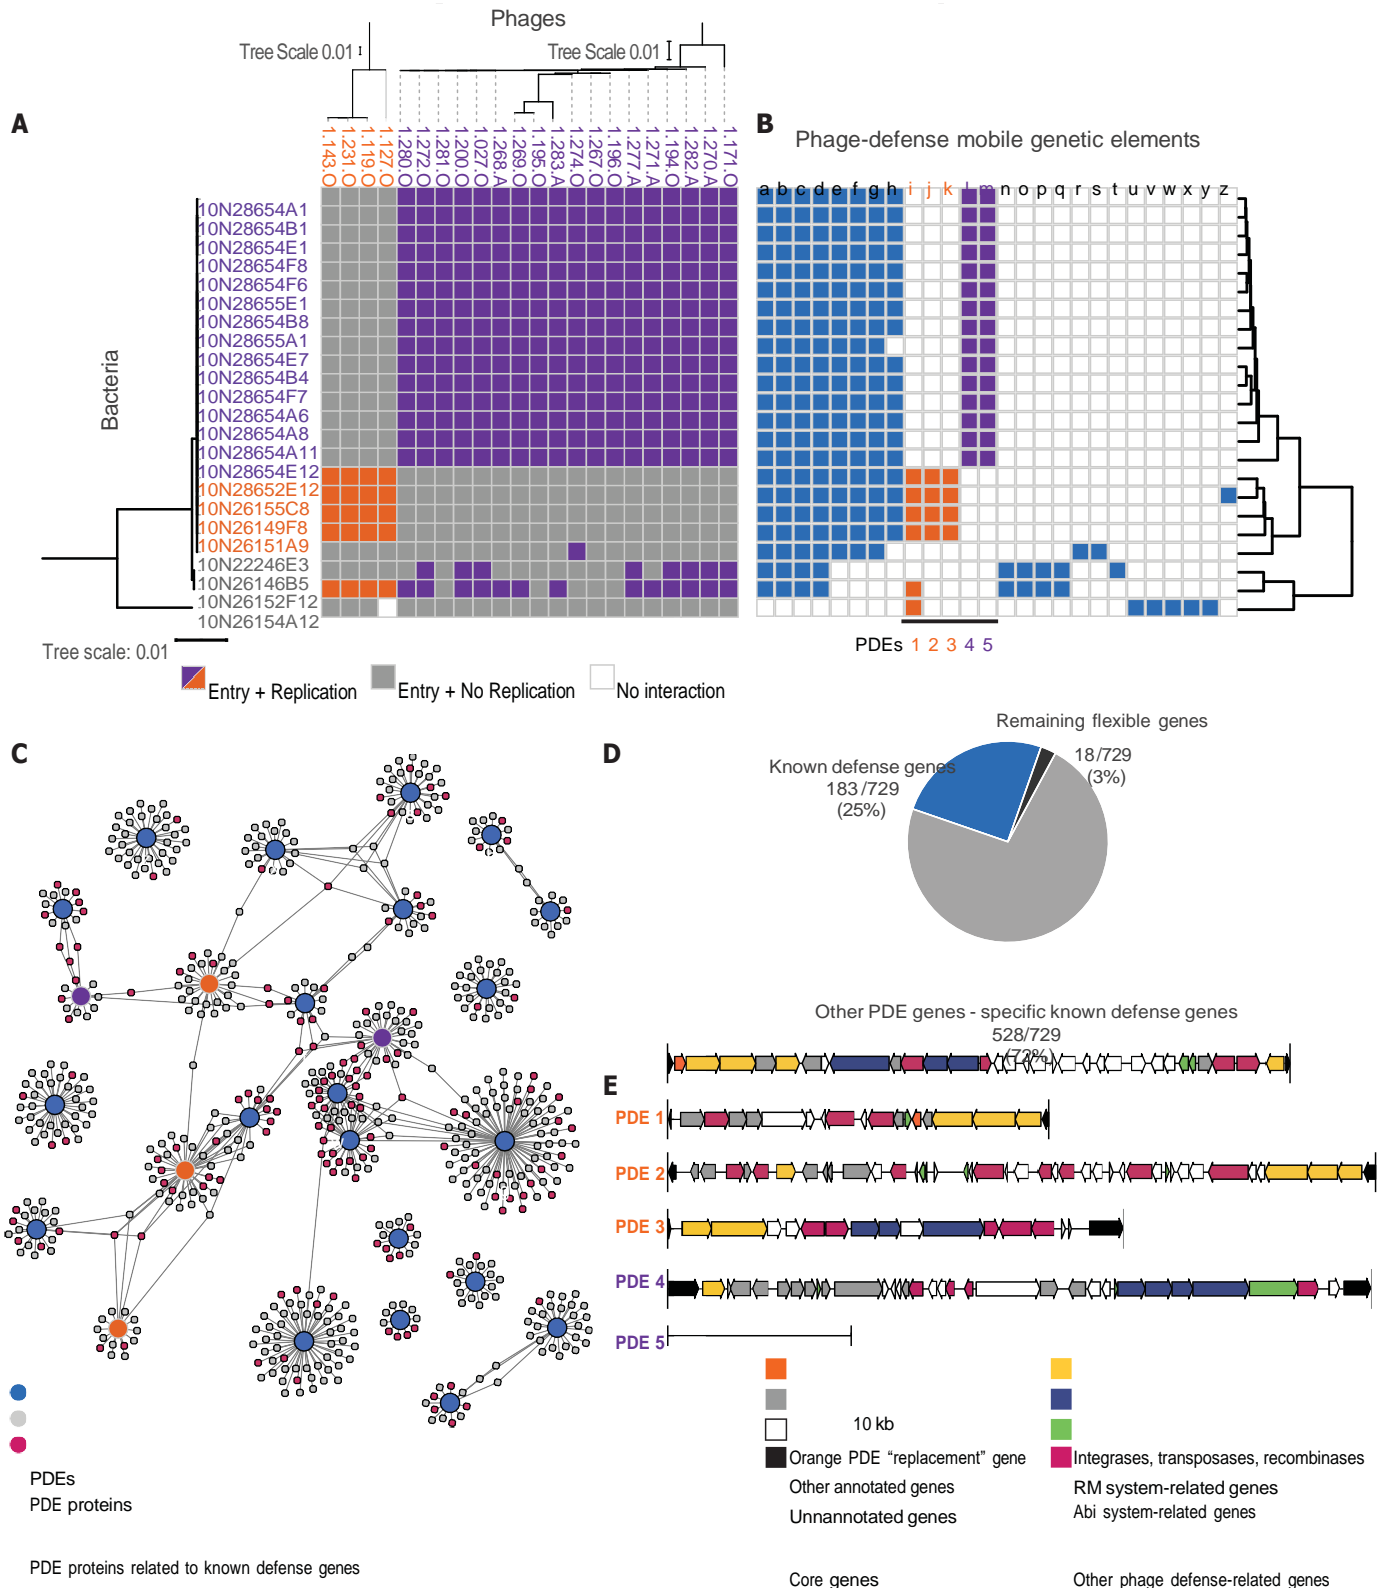 Phages
Tree Scale 0.01
Tree Scale 0.01
A
B
Phage-defense mobile genetic elements
1.143.O
1.231.O
1.119.O
1.127.O
1.280.O
1.272.O
1.281.O
1.200.O
1.027.O
1.268.A
1.269.O
1.195.O
1.283.A
1.274.O
1.267.O
1.196.O
1.277.A
1.271.A
1.194.O
1.282.A
1.270.A
1.171.O
a b c d e f g h i j k l m n o p q r s t u v w x y z
Bacteria
10N28654A1
10N28654B1
10N28654E1
10N28654F8
10N28654F6
10N28655E1
10N28654B8
10N28655A1
10N28654E7
10N28654B4
10N28654F7
10N28654A6
10N28654A8
10N28654A11
10N28654E12
10N28652E12
10N26155C8
10N26149F8
10N26151A9
10N22246E3
10N26146B5
10N26152F12
10N26154A12
PDEs 1 2 3 4 5
Tree scale: 0.01
Entry + Replication
Entry + No Replication
No interaction
C
D
Remaining flexible genes
18/729
(3%)
Known defense genes
183/729
(25%)
Other PDE genes - specific known defense genes
528/729
(72%)
E
PDE 1
PDE 2
PDE 3
PDE 4
PDE 5
10 kb
Orange PDE “replacement” gene
Other annotated genes
Unnannotated genes
Core genes
Integrases, transposases, recombinases
RM system-related genes
Abi system-related genes
Other phage defense-related genes
PDEs
PDE proteins
PDE proteins related to known defense genes